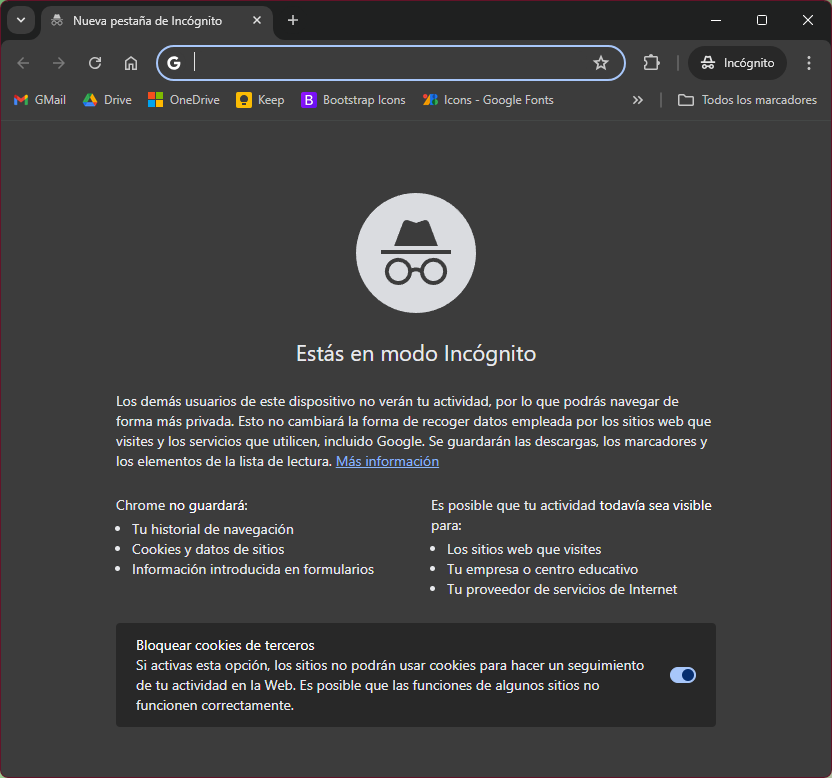 Nueva pestaña de Incógnito
Incógnito
GMail
Drive
OneDrive
Keep
B Bootstrap Icons
Icons - Google Fonts
Todos los marcadores
Estás en modo Incógnito
Los demás usuarios de este dispositivo no verán tu actividad, por lo que podrás navegar de
forma más privada. Esto no cambiará la forma de recoger datos empleada por los sitios web que
visites y los servicios que utilicen, incluido Google. Se guardarán las descargas, los marcadores y
los elementos de la lista de lectura. Más información
Chrome no guardará:
Tu historial de navegación
Cookies y datos de sitios
Información introducida en formularios
Es posible que tu actividad todavía sea visible
para:
Los sitios web que visites
Tu empresa o centro educativo
Tu proveedor de servicios de Internet
Bloquear cookies de terceros
Si activas esta opción, los sitios no podrán usar cookies para hacer un seguimiento
de tu actividad en la Web. Es posible que las funciones de algunos sitios no
funcionen correctamente.